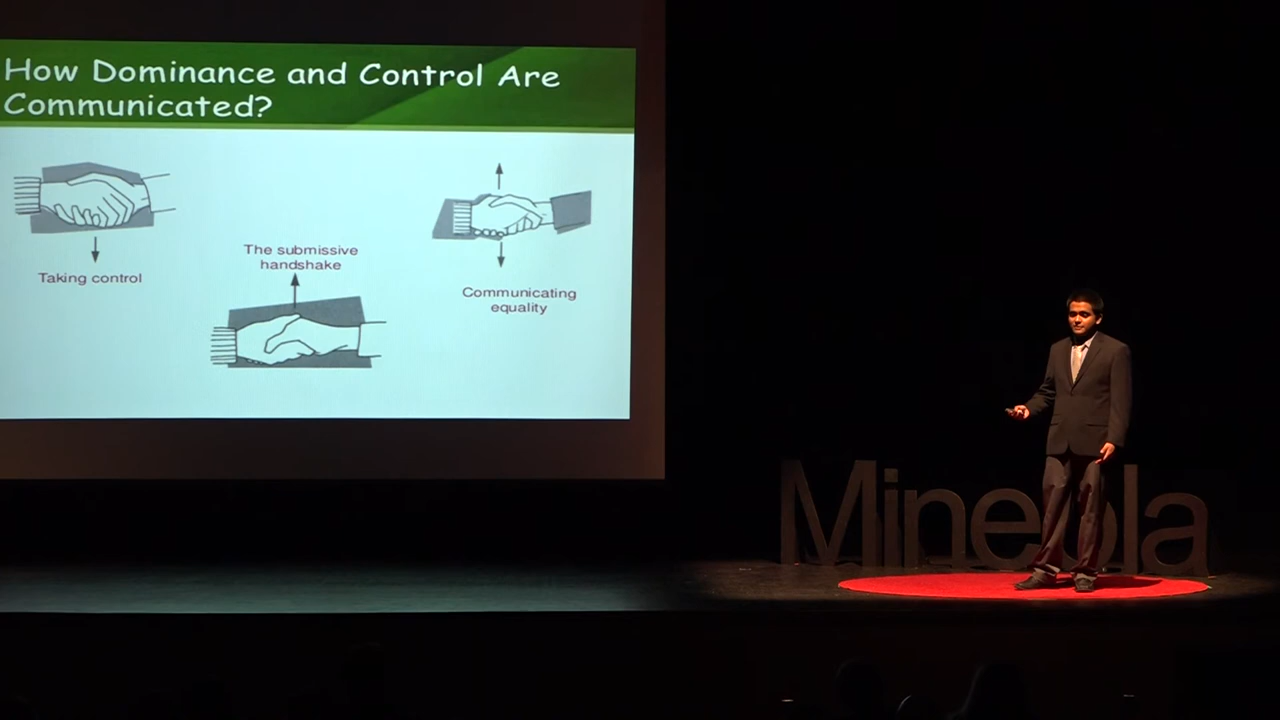 How Dominance and Control Are
Communicated?
Taking control
The submissive
handshake
Communicating
equality
Mineola